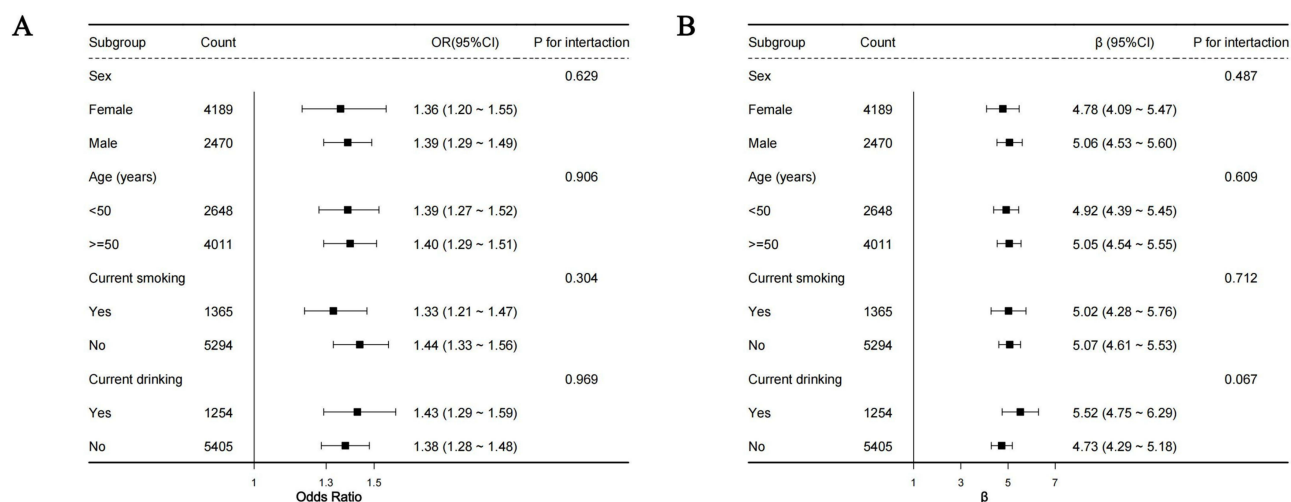 A
Subgroup Count OR(95%CI) P for intertaction
Sex 0.629
Female 4189 1.36 (1.20 ~ 1.55)
Male 2470 1.39 (1.29 ~ 1.49)
Age (years) 0.906
<50 2648 1.39 (1.27 ~ 1.52)
>=50 4011 1.40 (1.29 ~ 1.51)
Current smoking 0.304
Yes 1365 1.33 (1.21 ~ 1.47)
No 5294 1.44 (1.33 ~ 1.56)
Current drinking 0.969
Yes 1254 1.43 (1.29 ~ 1.59)
No 5405 1.38 (1.28 ~ 1.48)
1 1.3 1.5
Odds Ratio
B
Subgroup Count β (95%CI) P for intertaction
Sex 0.487
Female 4189 4.78 (4.09 ~ 5.47)
Male 2470 5.06 (4.53 ~ 5.60)
Age (years) 0.609
<50 2648 4.92 (4.39 ~ 5.45)
>=50 4011 5.05 (4.54 ~ 5.55)
Current smoking 0.712
Yes 1365 5.02 (4.28 ~ 5.76)
No 5294 5.07 (4.61 ~ 5.53)
Current drinking 0.067
Yes 1254 5.52 (4.75 ~ 6.29)
No 5405 4.73 (4.29 ~ 5.18)
1 3 5 7
β